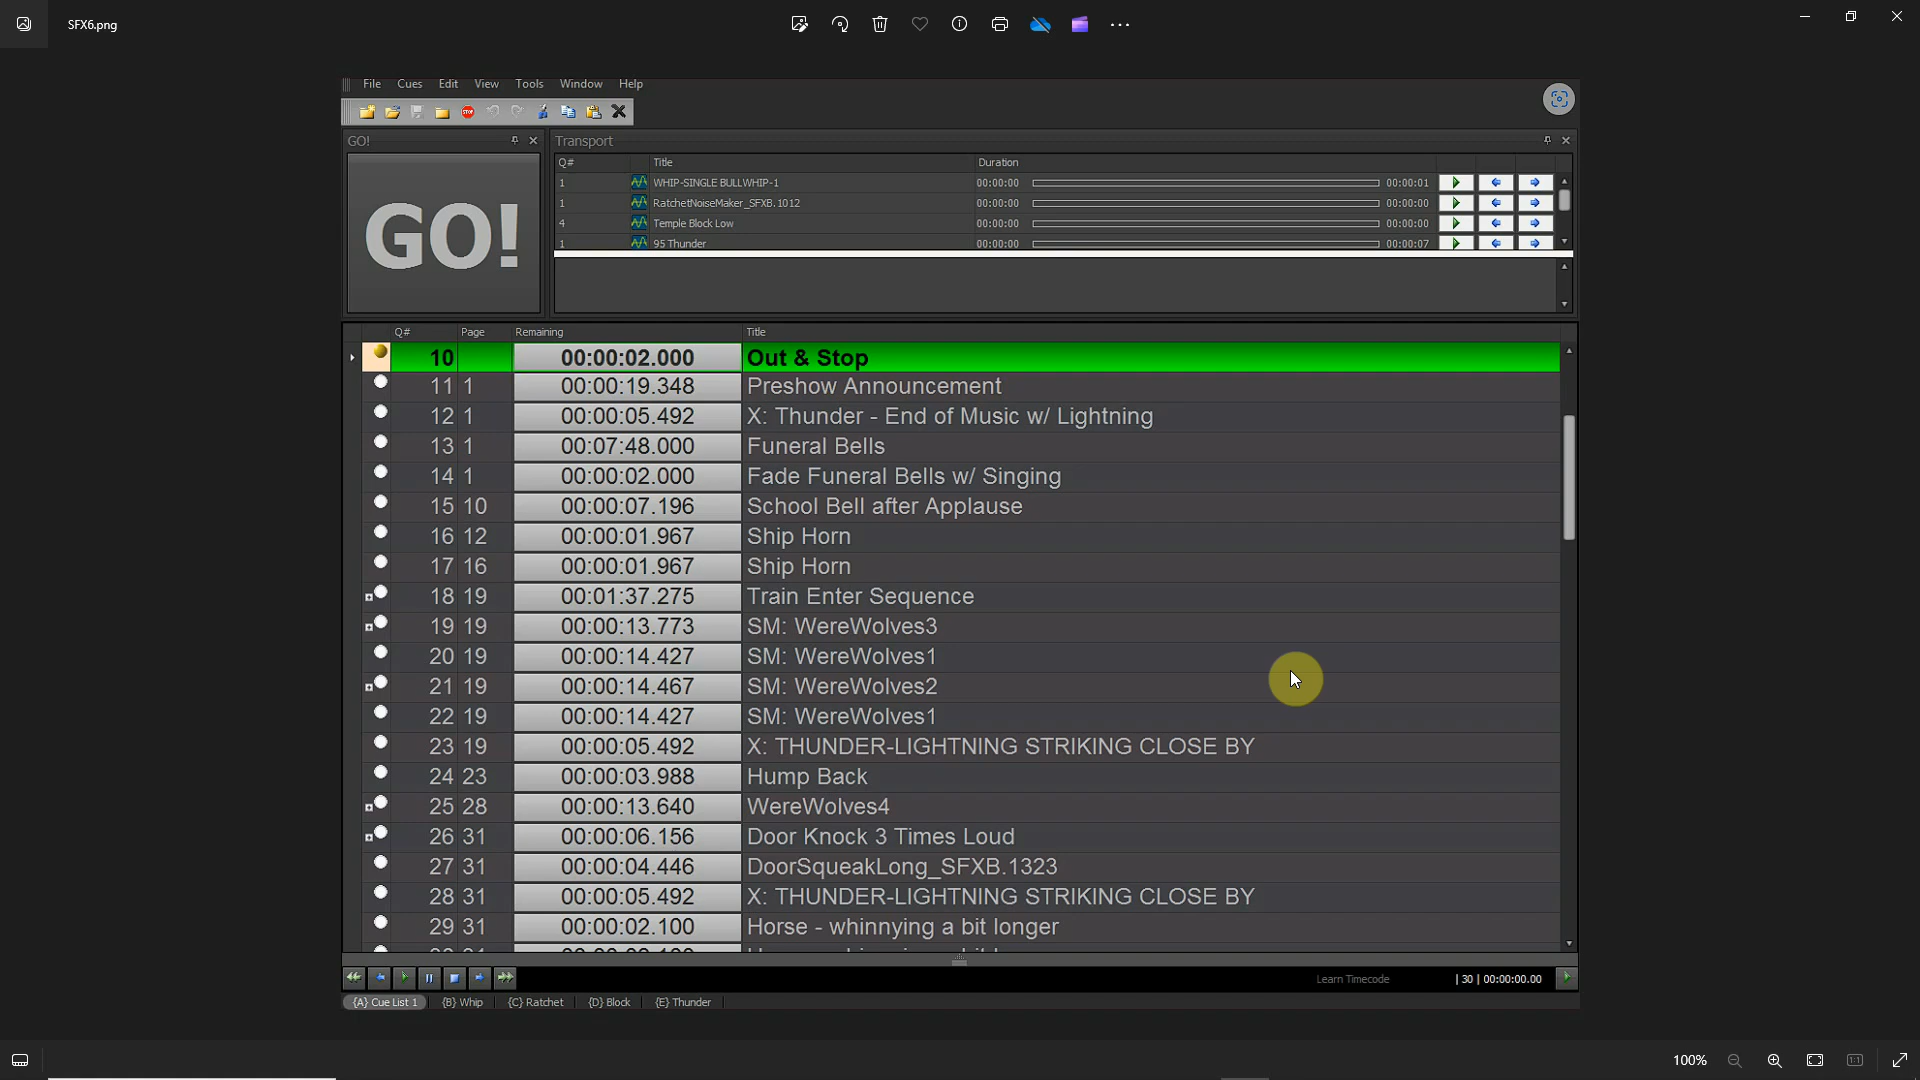 SFX6.png
File Cues Edit View Tools Window Help
STOP
GO! Transport
Q# Title Duration
1 WHIP-SINGLE BULLWHIP-1 00:00:00 00:00:01
1 RatchetNoiseMaker_SFXB.1012 00:00:00 00:00:00
4 Temple Block Low 00:00:00 00:00:00
1 95 Thunder 00:00:00 00:00:07
GO!
Q# Page Remaining Title
10 00:00:02.000 Out & Stop
11 1 00:00:19.348 Preshow Announcement
12 1 00:00:05.492 X: Thunder - End of Music w/ Lightning
13 1 00:07:48.000 Funeral Bells
14 1 00:00:02.000 Fade Funeral Bells w/ Singing
15 10 00:00:07.196 School Bell after Applause
16 12 00:00:01.967 Ship Horn
17 16 00:00:01.967 Ship Horn
18 19 00:01:37.275 Train Enter Sequence
19 19 00:00:13.773 SM: WereWolves3
20 19 00:00:14.427 SM: WereWolves1
21 19 00:00:14.467 SM: WereWolves2
22 19 00:00:14.427 SM: WereWolves1
23 19 00:00:05.492 X: THUNDER-LIGHTNING STRIKING CLOSE BY
24 23 00:00:03.988 Hump Back
25 28 00:00:13.640 WereWolves4
26 31 00:00:06.156 Door Knock 3 Times Loud
27 31 00:00:04.446 DoorSqueakLong_SFXB.1323
28 31 00:00:05.492 X: THUNDER-LIGHTNING STRIKING CLOSE BY
29 31 00:00:02.100 Horse - whinnying a bit longer
Learn Timecode | 30 | 00:00:00.00
{A} Cue List 1 {B} Whip {C} Ratchet {D} Block {E} Thunder
100% 1:1